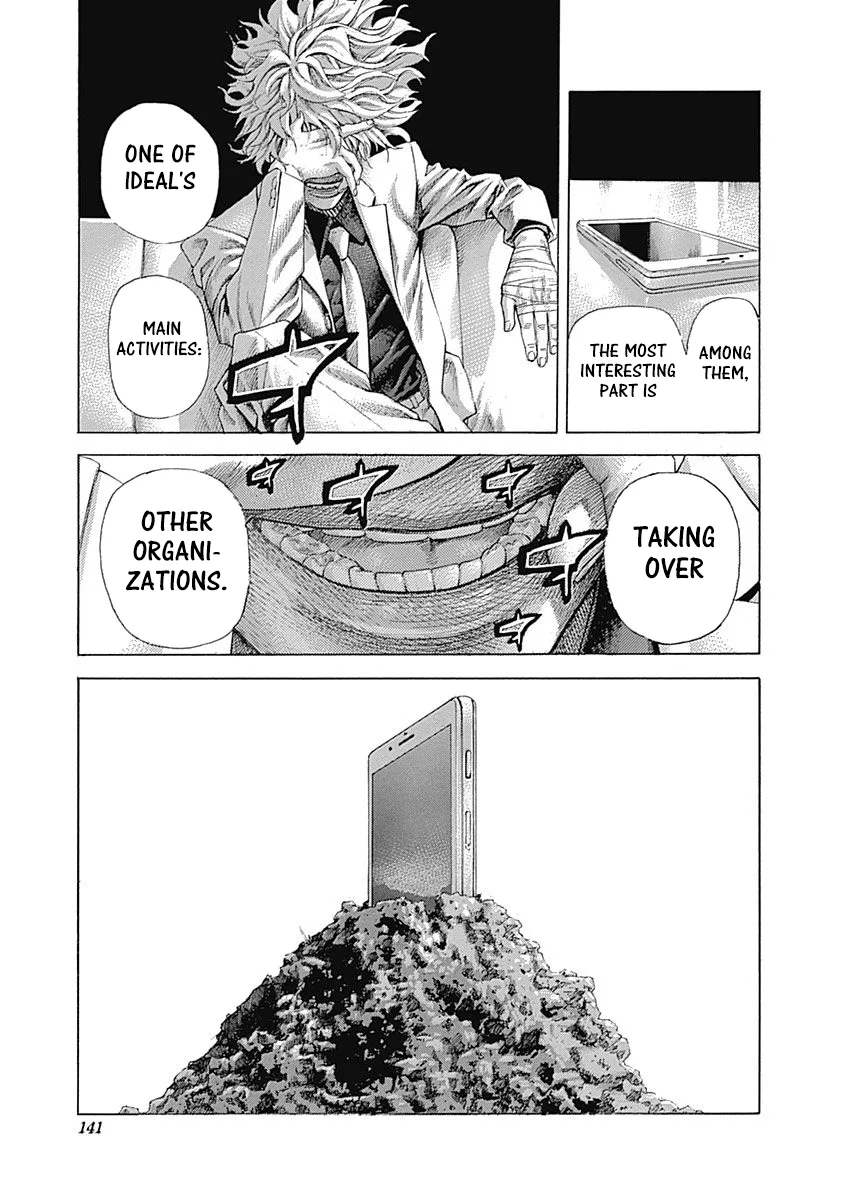 AMONG
THEM,
THE MOST
INTERESTING
PART IS
ONE OF
IDEAL'S
MAIN
ACTIVITIES:
TAKING
OVER
OTHER
ORGANI-
ZATIONS.
141